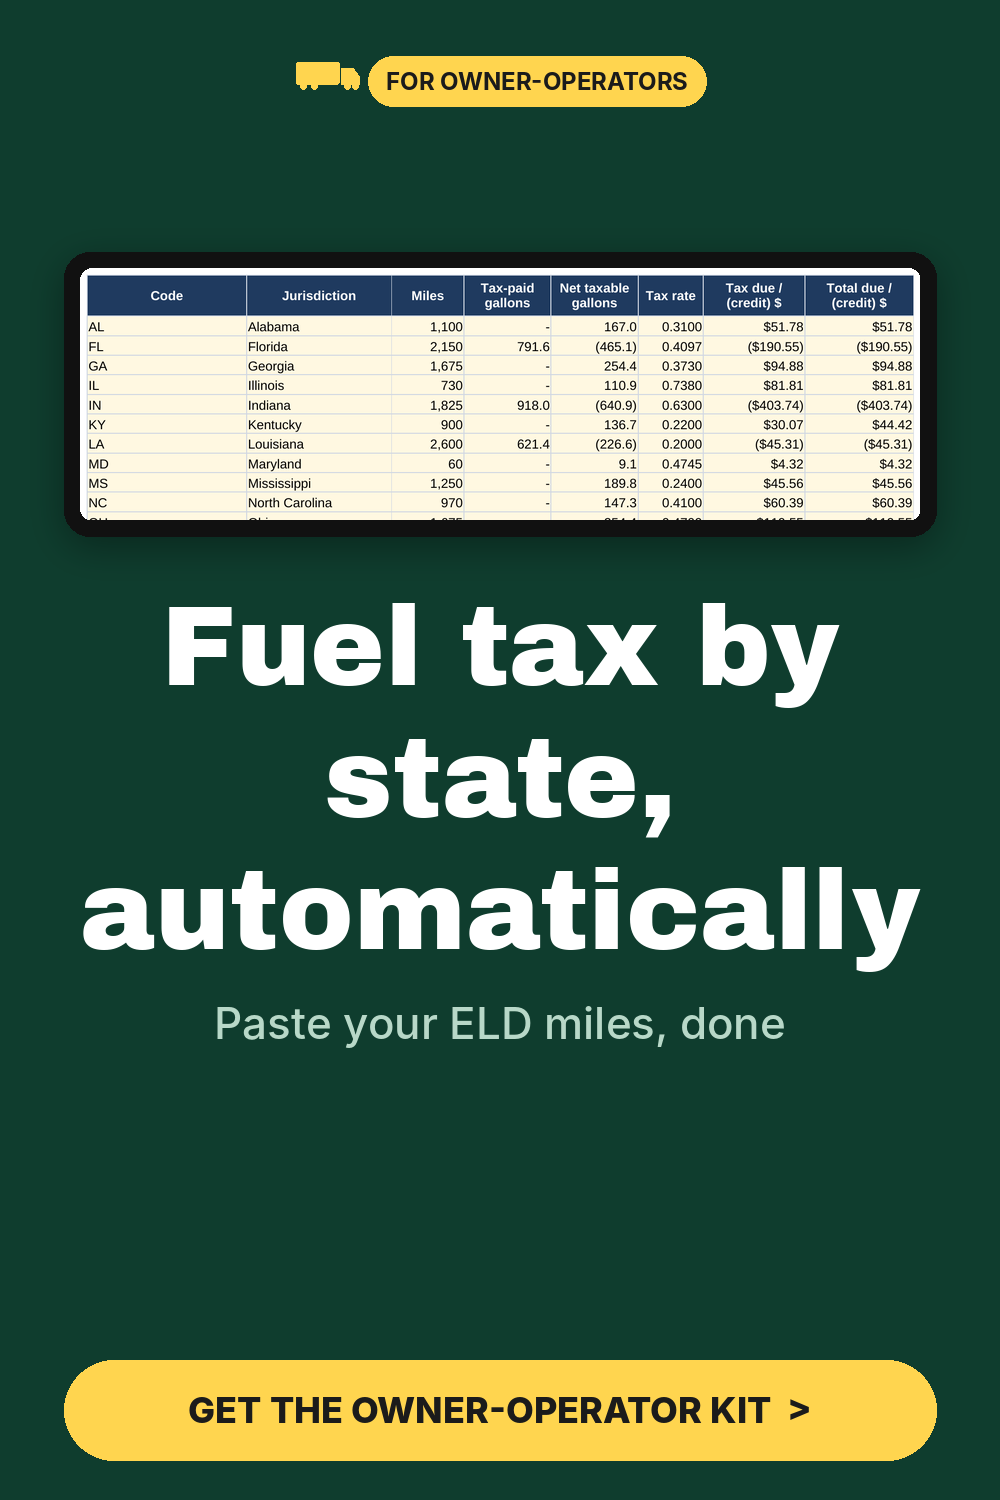 FOR OWNER-OPERATORS
Code Jurisdiction Miles Tax-paid gallons Net taxable gallons Tax rate Tax due / (credit) $ Total due / (credit) $
AL Alabama 1,100 - 167.0 0.3100 $51.78 $51.78
FL Florida 2,150 791.6 (465.1) 0.4097 ($190.55) ($190.55)
GA Georgia 1,675 - 254.4 0.3730 $94.88 $94.88
IL Illinois 730 - 110.9 0.7380 $81.81 $81.81
IN Indiana 1,825 918.0 (640.9) 0.6300 ($403.74) ($403.74)
KY Kentucky 900 - 136.7 0.2200 $30.07 $44.42
LA Louisiana 2,600 621.4 (226.6) 0.2000 ($45.31) ($45.31)
MD Maryland 60 - 9.1 0.4745 $4.32 $4.32
MS Mississippi 1,250 - 189.8 0.2400 $45.56 $45.56
NC North Carolina 970 - 147.3 0.4100 $60.39 $60.39
Fuel tax by
state,
automatically
Paste your ELD miles, done
GET THE OWNER-OPERATOR KIT >